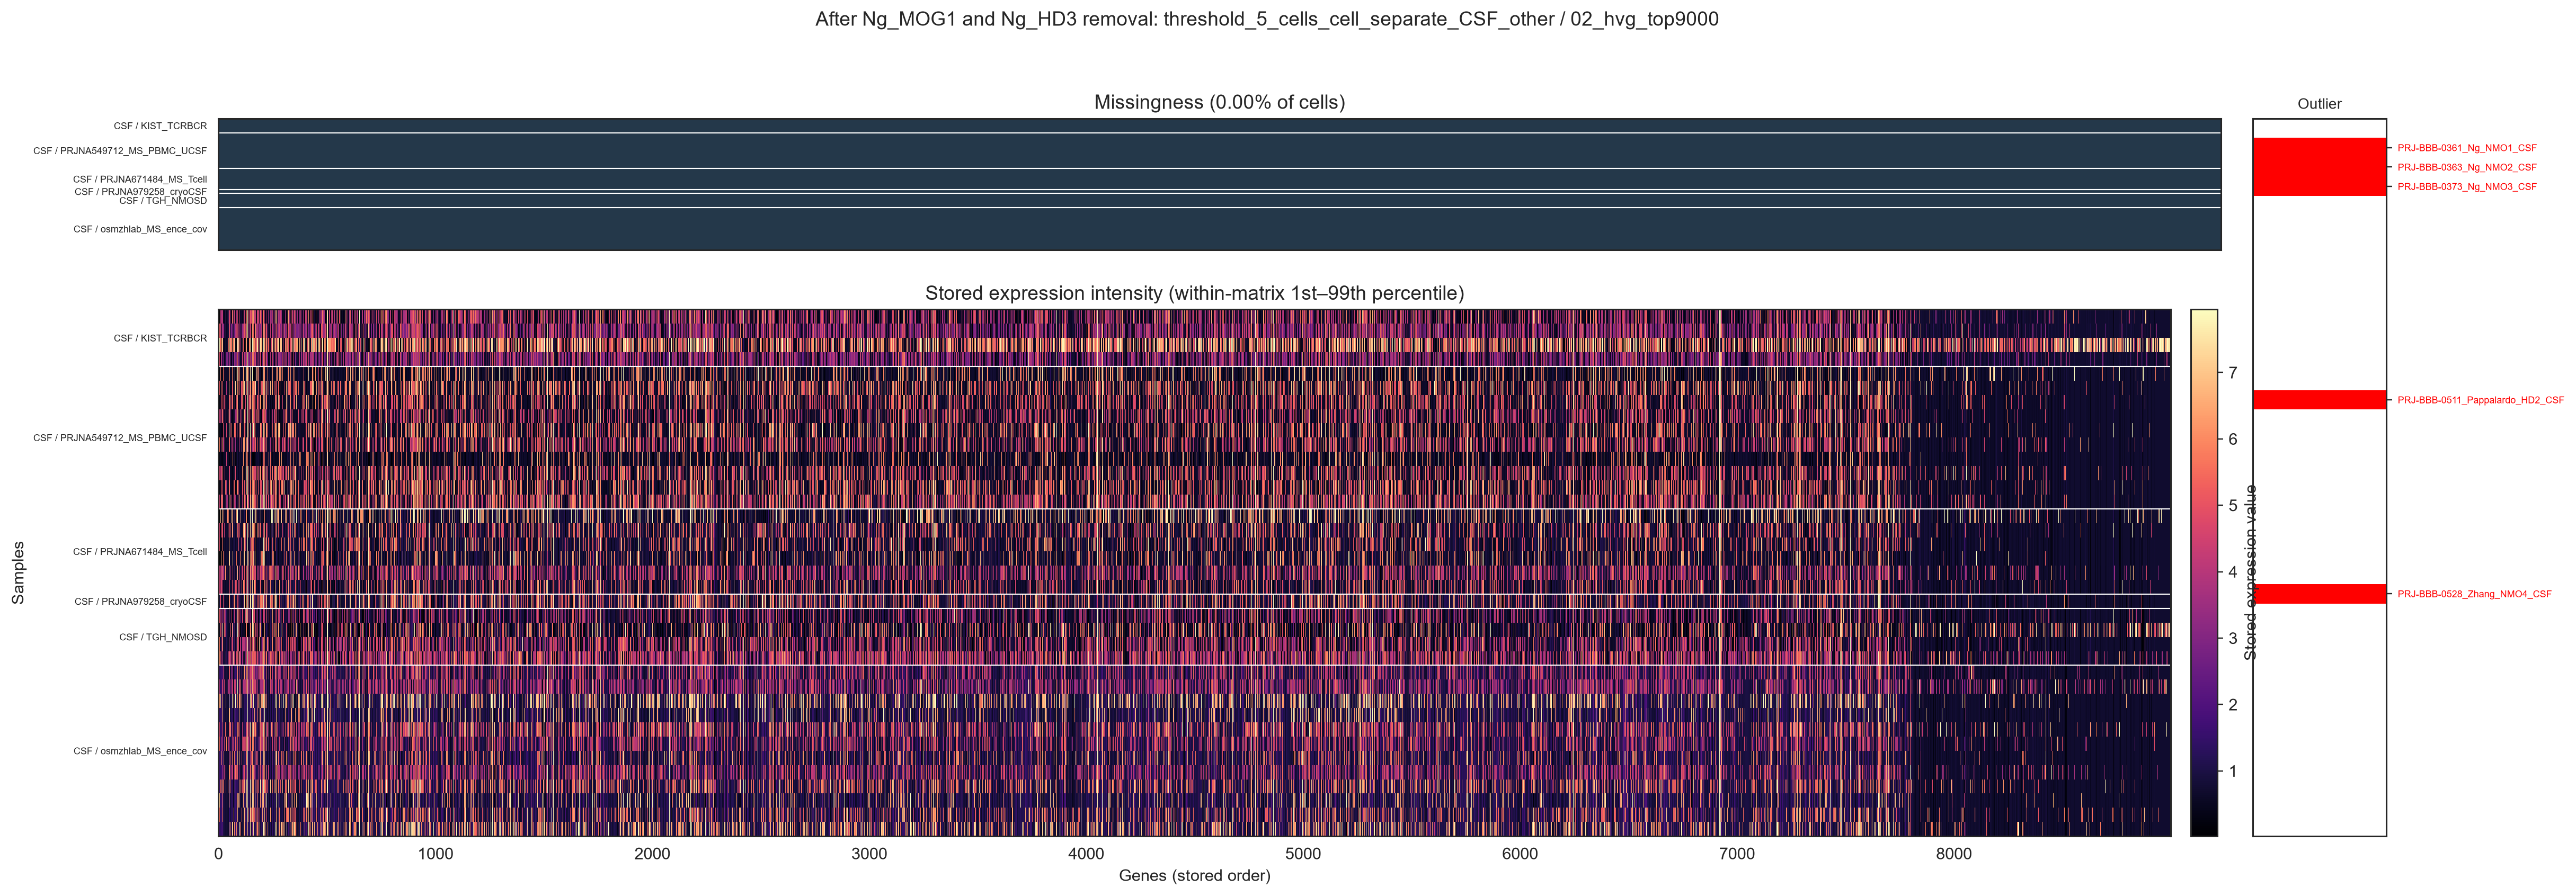 After Ng_MOG1 and Ng_HD3 removal: threshold_5_cells_cell_separate_CSF_other / 02_hvg_top9000
Missingness (0.00% of cells)
Outlier
CSF / KIST_TCRBCR
CSF / PRJNA549712_MS_PBMC_UCSF
CSF / PRJNA671484_MS_Tcell
CSF / PRJNA979258_cryoCSF
CSF / TGH_NMOSD
CSF / osmzhlab_MS_ence_cov
PRJ-BBB-0361_Ng_NMO1_CSF
PRJ-BBB-0363_Ng_NMO2_CSF
PRJ-BBB-0373_Ng_NMO3_CSF
PRJ-BBB-0511_Pappalardo_HD2_CSF
PRJ-BBB-0528_Zhang_NMO4_CSF
Stored expression intensity (within-matrix 1st–99th percentile)
Samples
CSF / KIST_TCRBCR
CSF / PRJNA549712_MS_PBMC_UCSF
CSF / PRJNA671484_MS_Tcell
CSF / PRJNA979258_cryoCSF
CSF / TGH_NMOSD
CSF / osmzhlab_MS_ence_cov
7
6
5
4
3
2
1
Stored expression value
0 1000 2000 3000 4000 5000 6000 7000 8000
Genes (stored order)